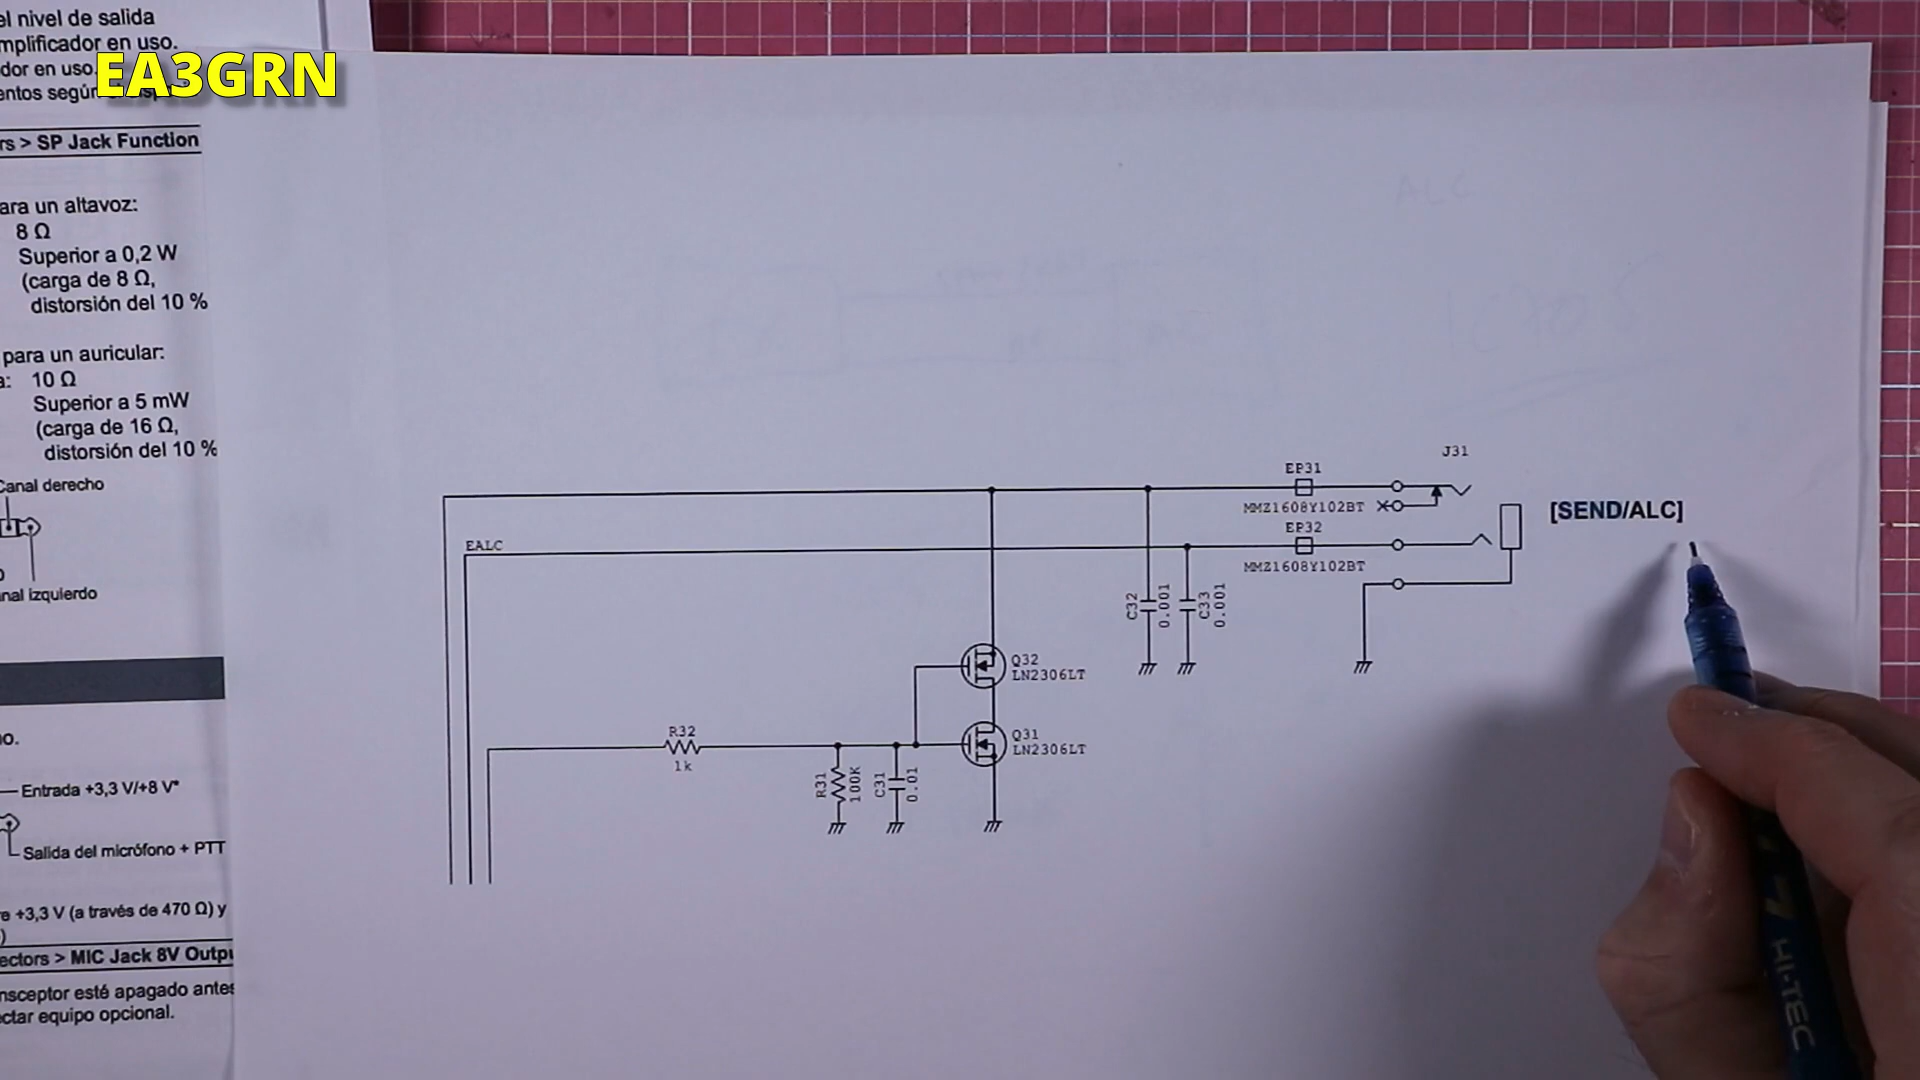 el nivel de salida
mplificador en uso.
dor en uso.
EA3GRN
entos según
rs > SP Jack Function
ara un altavoz:
8 Ω
Superior a 0,2 W
(carga de 8 Ω,
distorsión del 10 %
para un auricular:
a: 10 Ω
Superior a 5 mW
(carga de 16 Ω,
distorsión del 10 %
Canal derecho
nal izquierdo
o.
Entrada +3,3 V/+8 V*
Salida del micrófono + PTT
e +3,3 V (a través de 470 Ω) y
)
ectors > MIC Jack 8V Outpu
nsceptor esté apagado antes
ctar equipo opcional.
J31
EP31
MMZ1608Y102BT
[SEND/ALC]
EP32
MMZ1608Y102BT
EALC
C32
0.001
C33
0.001
Q32
LN2306LT
R32
1k
Q31
LN2306LT
R31
100K
C31
0.01
ALC
HI-TEC